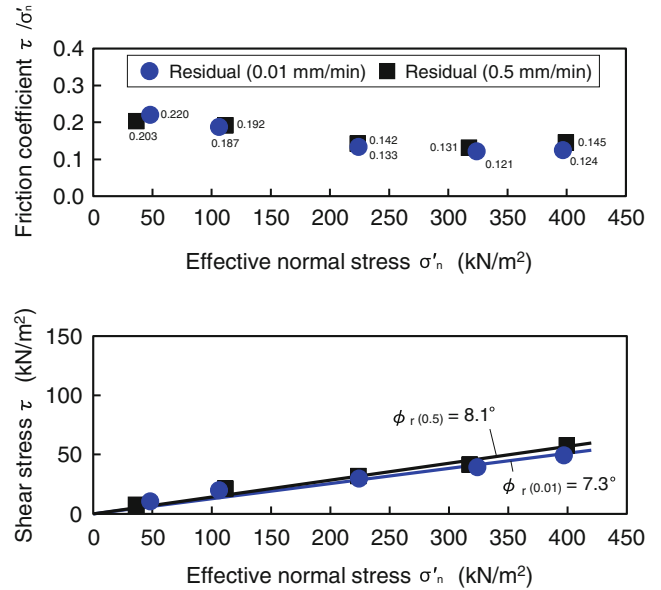 Friction coefficient τ /σ′n
0.4
0.3
0.2
0.1
0.0
Residual (0.01 mm/min) Residual (0.5 mm/min)
0.220
0.203
0.192
0.187
0.142
0.133
0.131
0.121
0.145
0.124
0 50 100 150 200 250 300 350 400 450
Effective normal stress σ′n (kN/m²)
Shear stress τ (kN/m²)
150
100
50
0
ϕ r (0.5) = 8.1°
ϕ r (0.01) = 7.3°
0 50 100 150 200 250 300 350 400 450
Effective normal stress σ′n (kN/m²)